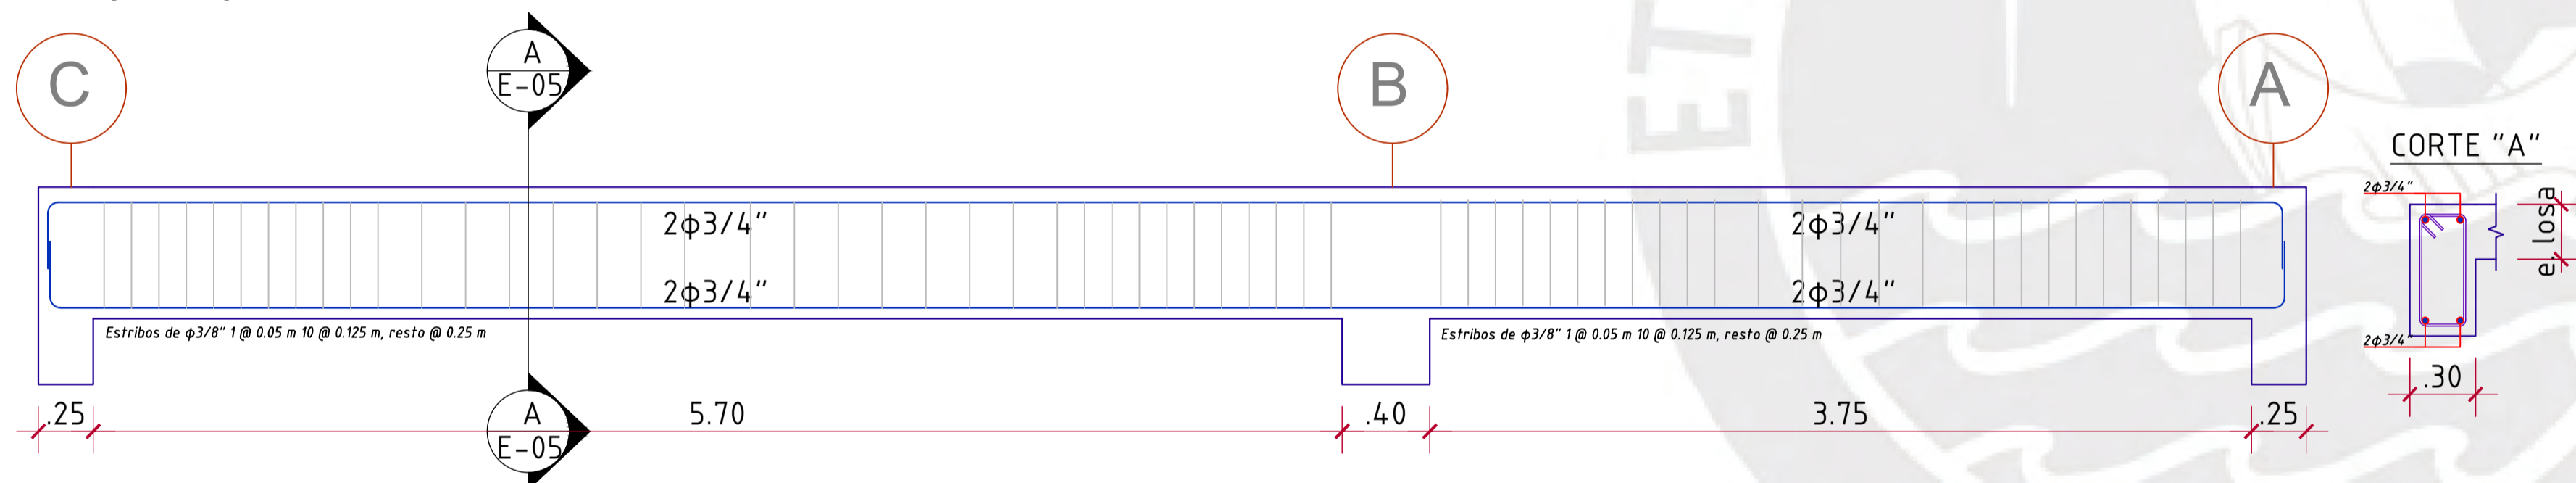 C
A
E-05
B
A
CORTE "A"
2ϕ3/4"
2ϕ3/4"
2ϕ3/4"
e. losa
2ϕ3/4"
2ϕ3/4"
Estribos de ϕ3/8" 1 @ 0.05 m 10 @ 0.125 m, resto @ 0.25 m
Estribos de ϕ3/8" 1 @ 0.05 m 10 @ 0.125 m, resto @ 0.25 m
2ϕ3/4"
.30
A
E-05
.25
5.70
.40
3.75
.25
ET